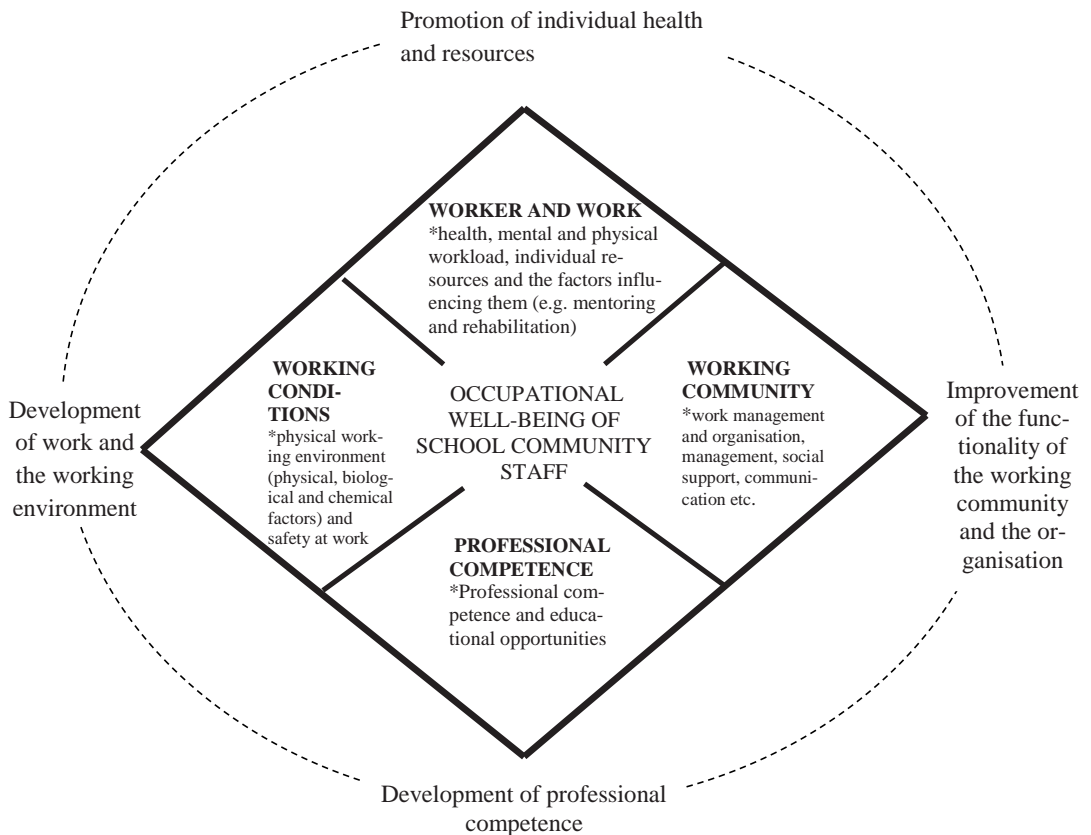 Promotion of individual health
and resources
WORKER AND WORK
*health, mental and physical
workload, individual re-
sources and the factors influ-
encing them (e.g. mentoring
and rehabilitation)
WORKING
CONDI-
TIONS
*physical work-
ing environment
(physical, biolog-
ical and chemical
factors) and
safety at work
OCCUPATIONAL
WELL-BEING OF
SCHOOL COMMUNITY
STAFF
WORKING
COMMUNITY
*work management
and organisation,
management, social
support, communi-
cation etc.
PROFESSIONAL
COMPETENCE
*Professional com-
petence and educa-
tional opportunities
Development
of work and
the working
environment
Improvement
of the func-
tionality of
the working
community
and the or-
ganisation
Development of professional
competence